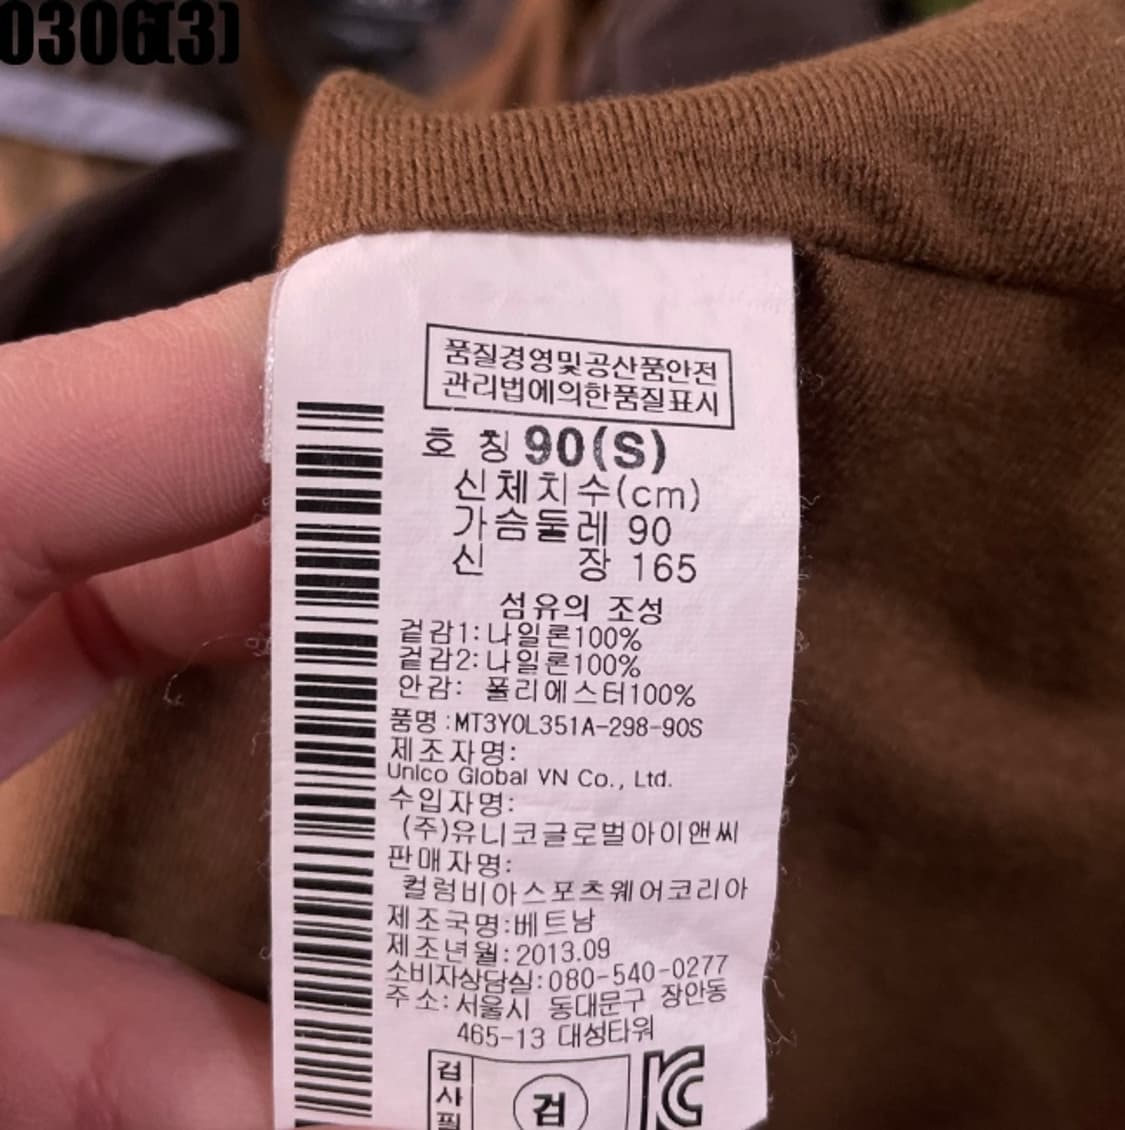 0306(3)
품질경영및공산품안전
관리법에의한품질표시
호 칭 90(S)
신체치수(cm)
가슴둘레 90
신 장 165
섬유의 조성
겉감1:나일론100%
겉감2:나일론100%
안감: 폴리에스터100%
품명:MT3Y0L351A-298-90S
제조자명:
Unico Global VN Co., Ltd.
수입자명:
(주)유니코글로벌아이앤씨
판매자명:
컬럼비아스포츠웨어코리아
제조국명:베트남
제조년월:2013.09
소비자상담실:080-540-0277
주소:서울시 동대문구 장안동
465-13 대성타워
검사필
검
KC